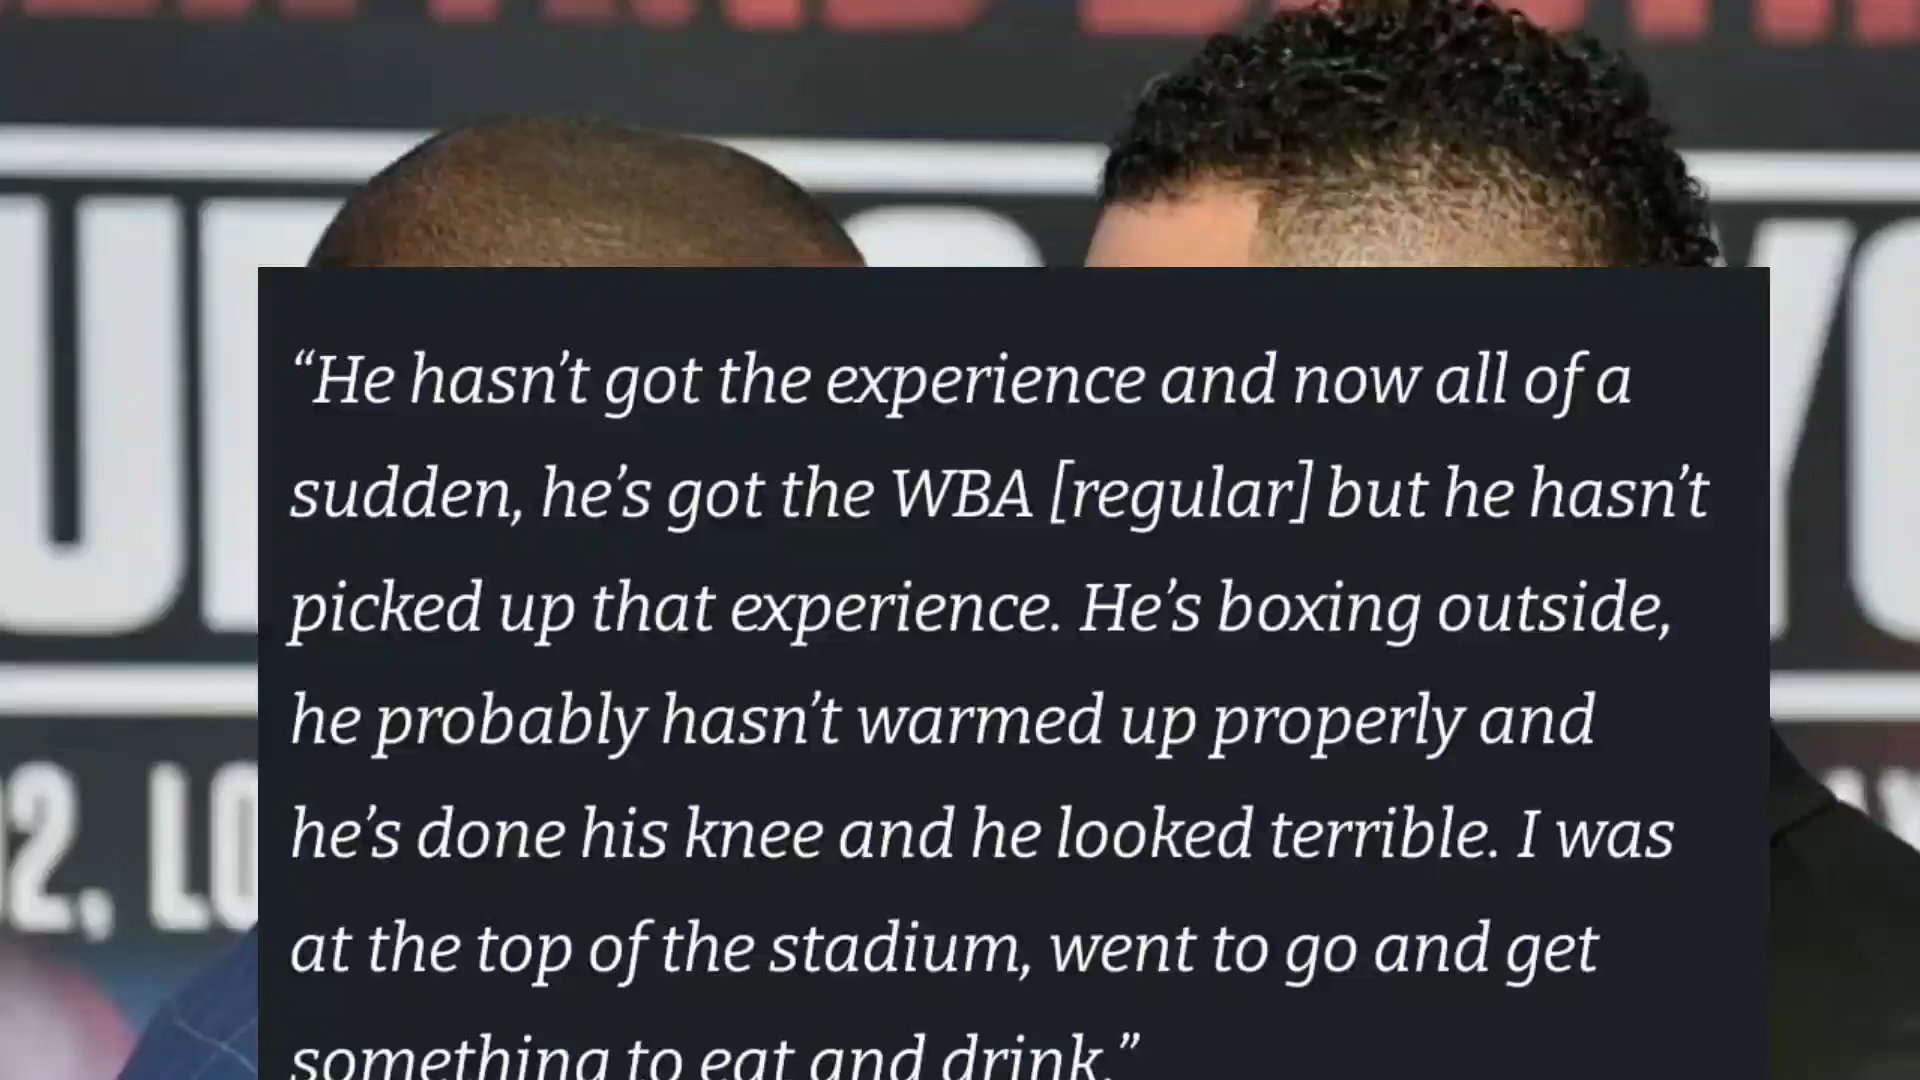 “He hasn’t got the experience and now all of a
sudden, he’s got the WBA [regular] but he hasn’t
picked up that experience. He’s boxing outside,
he probably hasn’t warmed up properly and
he’s done his knee and he looked terrible. I was
at the top of the stadium, went to go and get
something to eat and drink.”